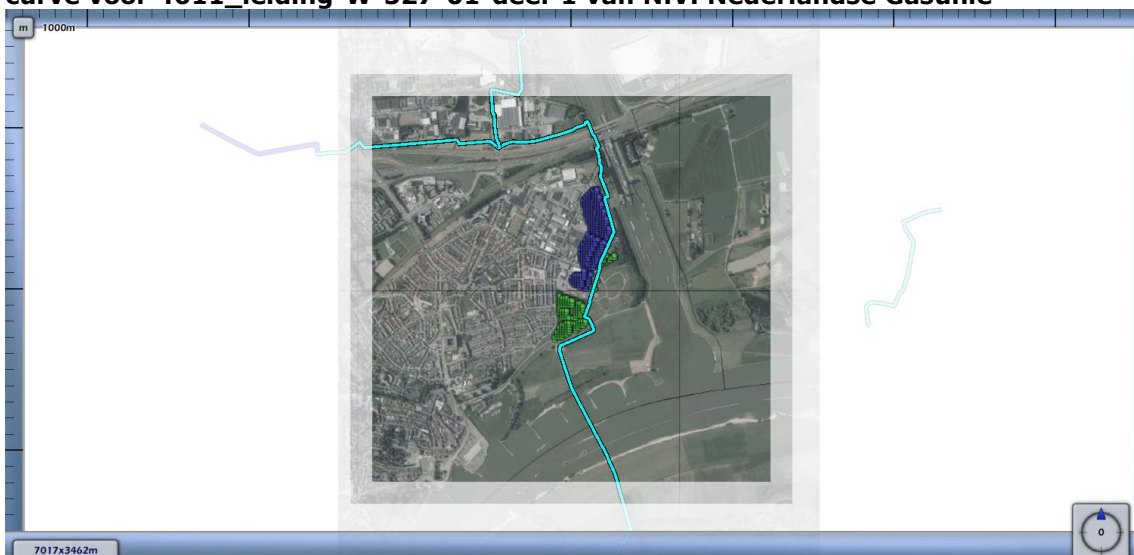 curve voor 4011_leiding-W-527-01-deel-1 van N.V. Nederlandse Gasunie
m
1000m
0
7017x3462m